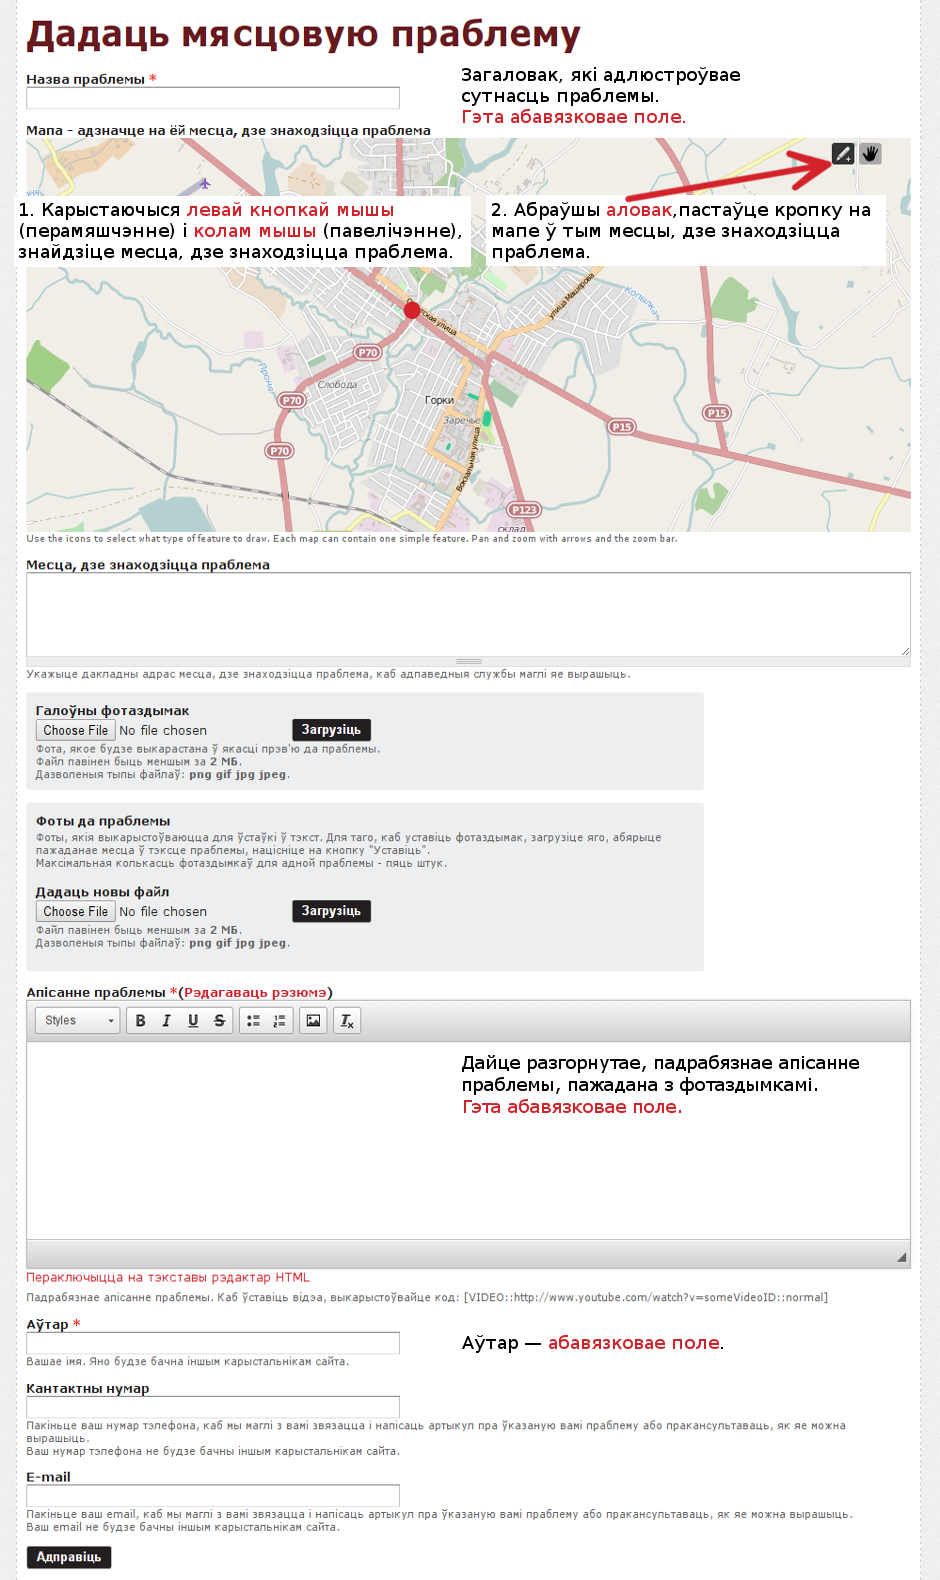 Дадаць мясцовую праблему
Назва праблемы *
Загаловак, які адлюстроўвае
сутнасць праблемы.
Гэта абавязковае поле.
Мапа - адзначце на ёй месца, дзе знаходзіцца праблема
1. Карыстаючыся левай кнопкай мышы
(перамяшчэнне) і колам мышы (павелічэнне),
знайдзіце месца, дзе знаходзіцца праблема.
2. Абраўшы аловак,пастаўце кропку на
мапе ў тым месцы, дзе знаходзіцца
праблема.
Копылка
улица Машерова
тская улица
P70
Проня
Слобода
P70
Горки
P15
P15
Заречье
P70
Вокзальная улица
P123
склад
Use the icons to select what type of feature to draw. Each map can contain one simple feature. Pan and zoom with arrows and the zoom bar.
Месца, дзе знаходзіцца праблема
Укажыце дакладны адрас месца, дзе знаходзіцца праблема, каб адпаведныя службы маглі яе вырашыць.
Галоўны фотаздымак
Choose File No file chosen Загрузіць
Фота, якое будзе выкарастана ў якасці прэв'ю да праблемы.
Файл павінен быць меншым за 2 МБ.
Дазволеныя тыпы файлаў: png gif jpg jpeg.
Фоты да праблемы
Фоты, якія выкарыстоўваюцца для ўстаўкі ў тэкст. Для таго, каб уставіць фотаздымак, загрузіце яго, абярыце
пажаданае месца ў тэксце праблемы, націсніце на кнопку "Уставіць".
Максімальная колькасць фотаздымкаў для адной праблемы - пяць штук.
Дадаць новы файл
Choose File No file chosen Загрузіць
Файл павінен быць меншым за 2 МБ.
Дазволеныя тыпы файлаў: png gif jpg jpeg.
Апісанне праблемы *(Рэдагаваць рэзюмэ)
Styles B I U S Tx
Дайце разгорнутае, падрабязнае апісанне
праблемы, пажадана з фотаздымкамі.
Гэта абавязковае поле.
Пераключыцца на тэкставы рэдактар HTML
Падрабязнае апісанне праблемы. Каб ўставіць відэа, выкарыстоўвайце код: [VIDEO::http://www.youtube.com/watch?v=someVideoID::normal]
Аўтар *
Аўтар — абавязковае поле.
Вашае імя. Яно будзе бачна іншым карыстальнікам сайта.
Кантактны нумар
Пакіньце ваш нумар тэлефона, каб мы маглі з вамі звязацца і напісаць артыкул пра ўказаную вамі праблему або пракансультаваць, як яе можна
вырашыць.
Ваш нумар тэлефона не будзе бачны іншым карыстальнікам сайта.
E-mail
Пакіньце ваш email, каб мы маглі з вамі звязацца і напісаць артыкул пра ўказаную вамі праблему або пракансультаваць, як яе можна вырашыць.
Ваш email не будзе бачны іншым карыстальнікам сайта.
Адправіць